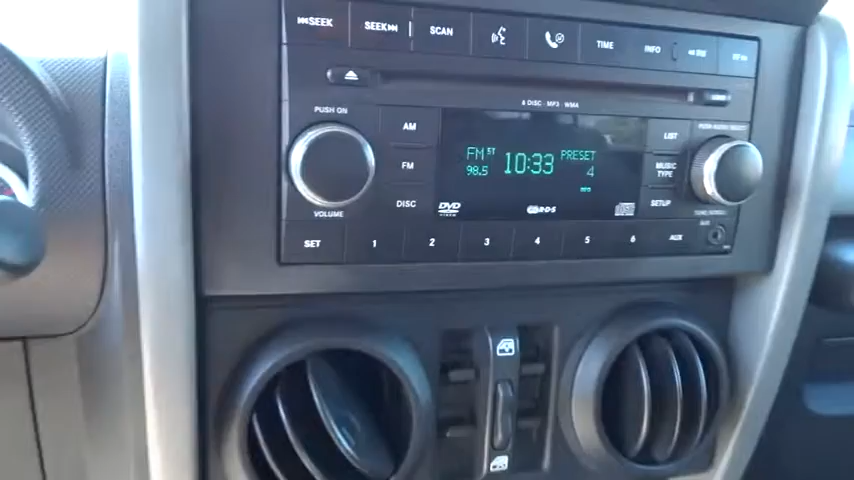 SEEK SEEK SCAN TIME INFO
6 DISC · MP3 · WMA
PUSH ON
AM
FM
DISC
FM ST
98.5
10:33
PRESET
4
DVD
R·D·S
LIST
MUSIC
TYPE
SETUP
VOLUME
SET 1 2 3 4 5 6 AUX